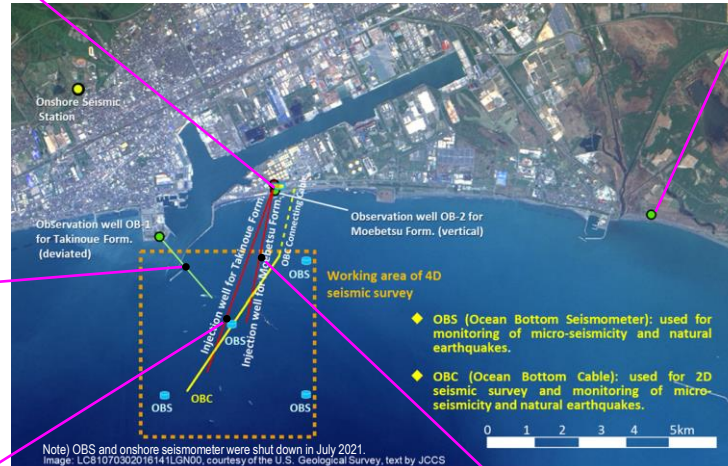 Onshore Seismic
Station
Observation well OB-1
for Takinoue Form.
(deviated)
Observation well OB-2 for
Moebetsu Form. (vertical)
Injection well for Takinoue Form.
Injection well for Moebetsu Form.
OBC Connecting Cable
OBS
Working area of 4D
seismic survey
OBS
OBC
OBS
OBS
◆ OBS (Ocean Bottom Seismometer): used for
monitoring of micro-seismicity and natural
earthquakes.
◆ OBC (Ocean Bottom Cable): used for 2D
seismic survey and monitoring of micro-
seismicity and natural earthquakes.
0 1 2 3 4 5km
Note) OBS and onshore seismometer were shut down in July 2021.
Image: LC81070302016141LGN00, courtesy of the U.S. Geological Survey, text by JCCS